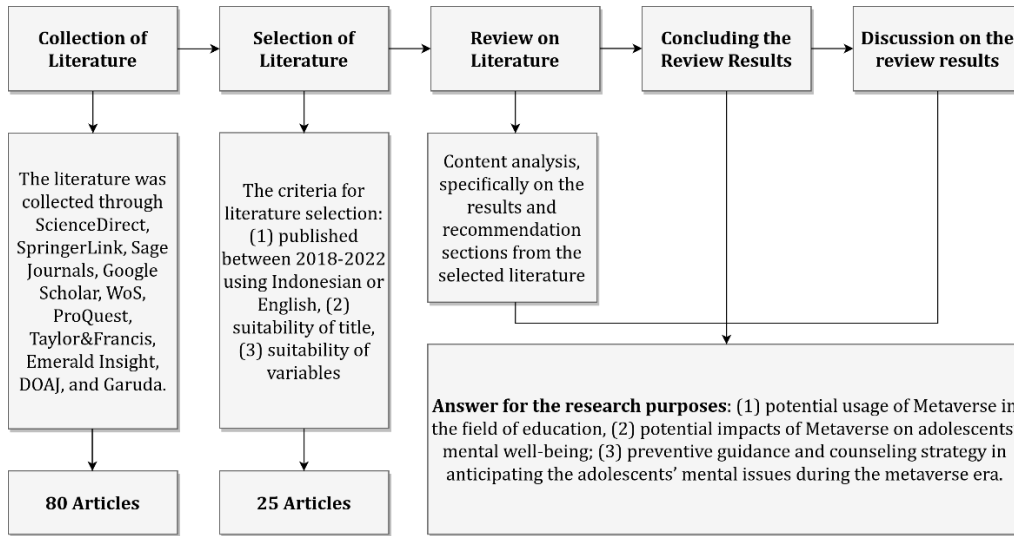 Collection of
Literature
Selection of
Literature
Review on
Literature
Concluding the
Review Results
Discussion on the
review results
The literature was
collected through
ScienceDirect,
SpringerLink, Sage
Journals, Google
Scholar, WoS,
ProQuest,
Taylor&Francis,
Emerald Insight,
DOAJ, and Garuda.
The criteria for
literature selection:
(1) published
between 2018-2022
using Indonesian or
English, (2)
suitability of title,
(3) suitability of
variables
Content analysis,
specifically on the
results and
recommendation
sections from the
selected literature
80 Articles
25 Articles
Answer for the research purposes: (1) potential usage of Metaverse in
the field of education, (2) potential impacts of Metaverse on adolescents'
mental well-being; (3) preventive guidance and counseling strategy in
anticipating the adolescents' mental issues during the metaverse era.